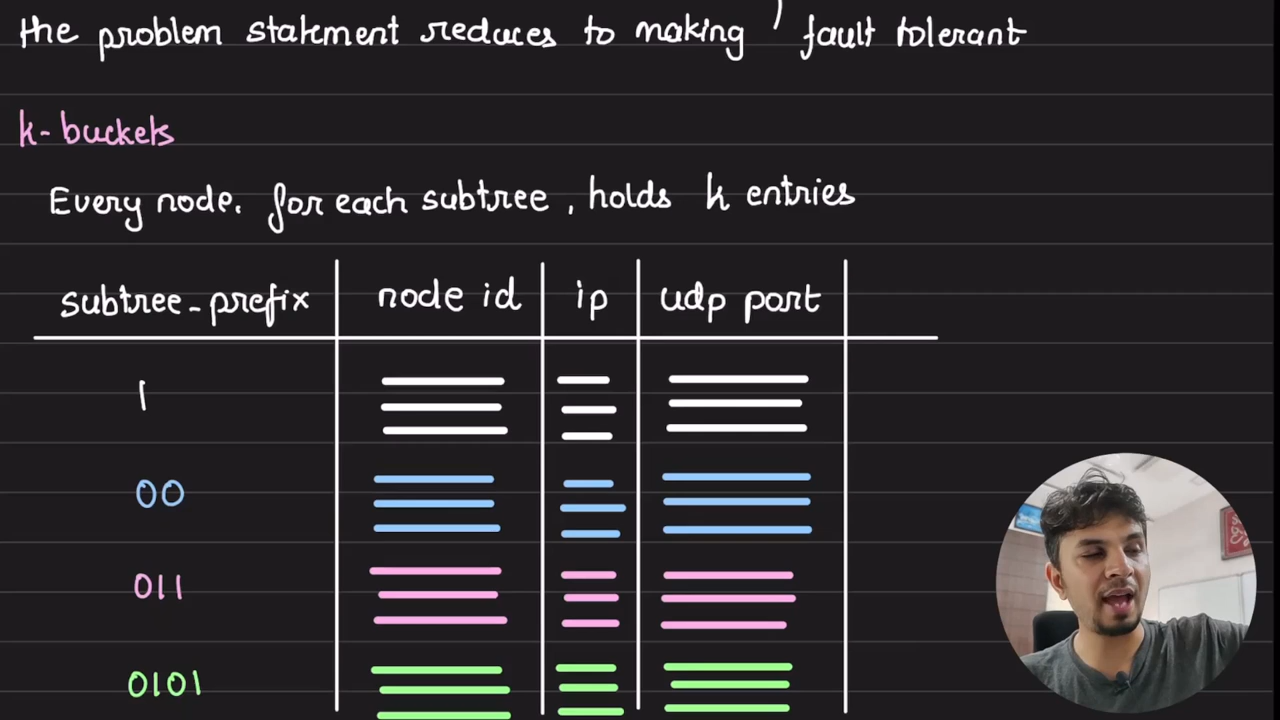 the problem statement reduces to making fault tolerant
k-buckets
Every node. for each subtree, holds k entries
subtree-prefix node id ip udp port
1
00
011
0101